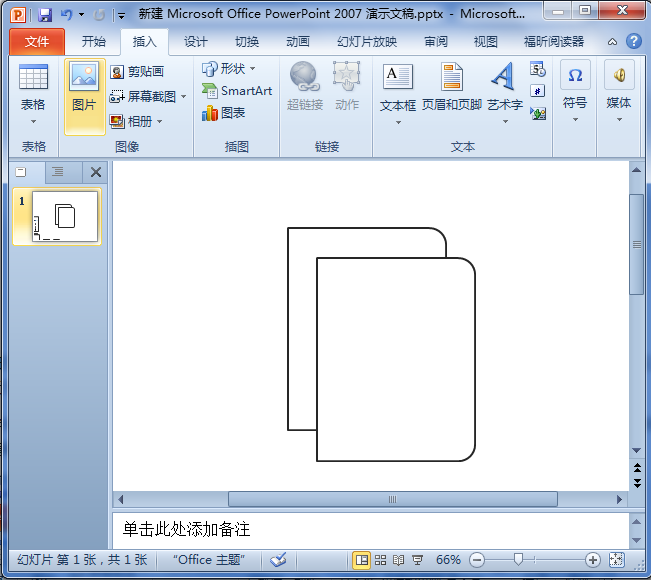 新建 Microsoft Office PowerPoint 2007 演示文稿.pptx - Microsoft...
文件 开始 插入 设计 切换 动画 幻灯片放映 审阅 视图 福昕阅读器
表格 图片 剪贴画 屏幕截图 相册 形状 SmartArt 图表 超链接 动作 A 文本框 页眉和页脚 A 艺术字 5 # Ω 符号 媒体
表格 图像 插图 链接 文本
1
单击此处添加备注
幻灯片 第 1 张，共 1 张 “Office 主题” 66%